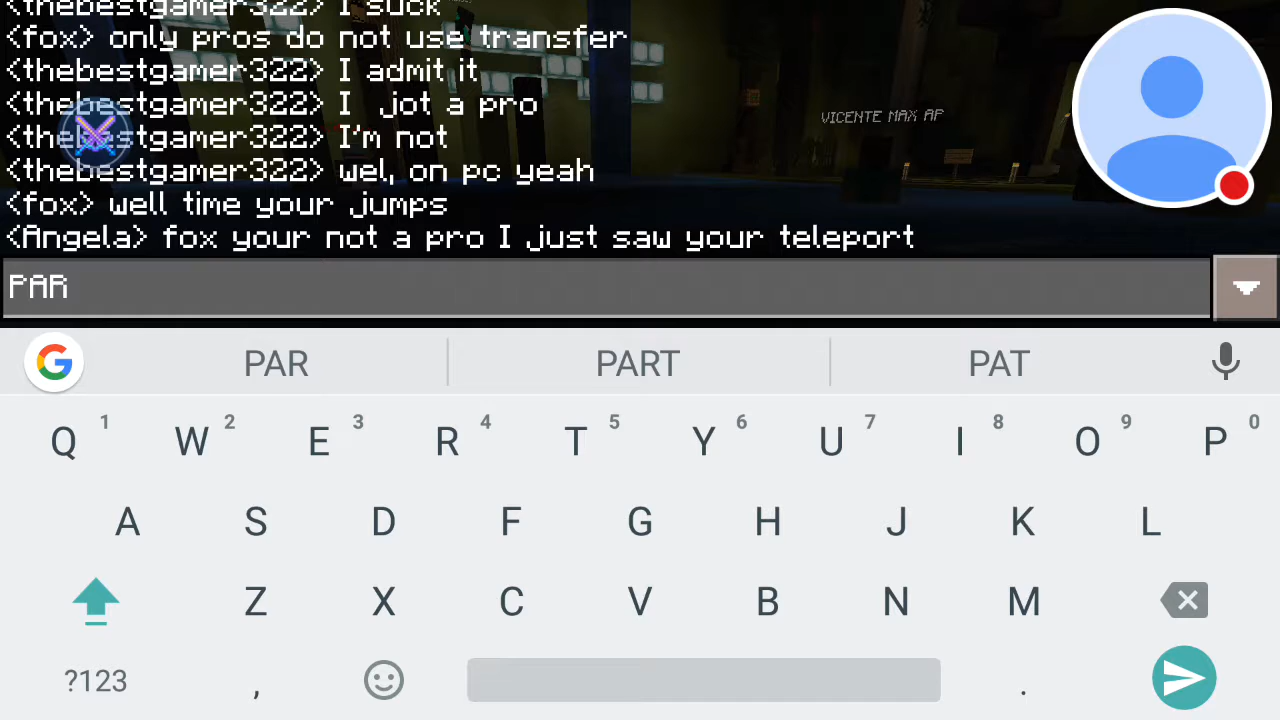 <thebestgamer322> I suck
<fox> only pros do not use transfer
<thebestgamer322> I admit it
<thebestgamer322> I  jot a pro
<thebestgamer322> I'm not
<thebestgamer322> wel, on pc yeah
<fox> well time your jumps
<Angela> fox your not a pro I just saw your teleport
VICENTE MAX AP
PAR
PAR PART PAT
Q 1 W 2 E 3 R 4 T 5 Y 6 U 7 I 8 O 9 P 0
A S D F G H J K L
Z X C V B N M
?123 , .